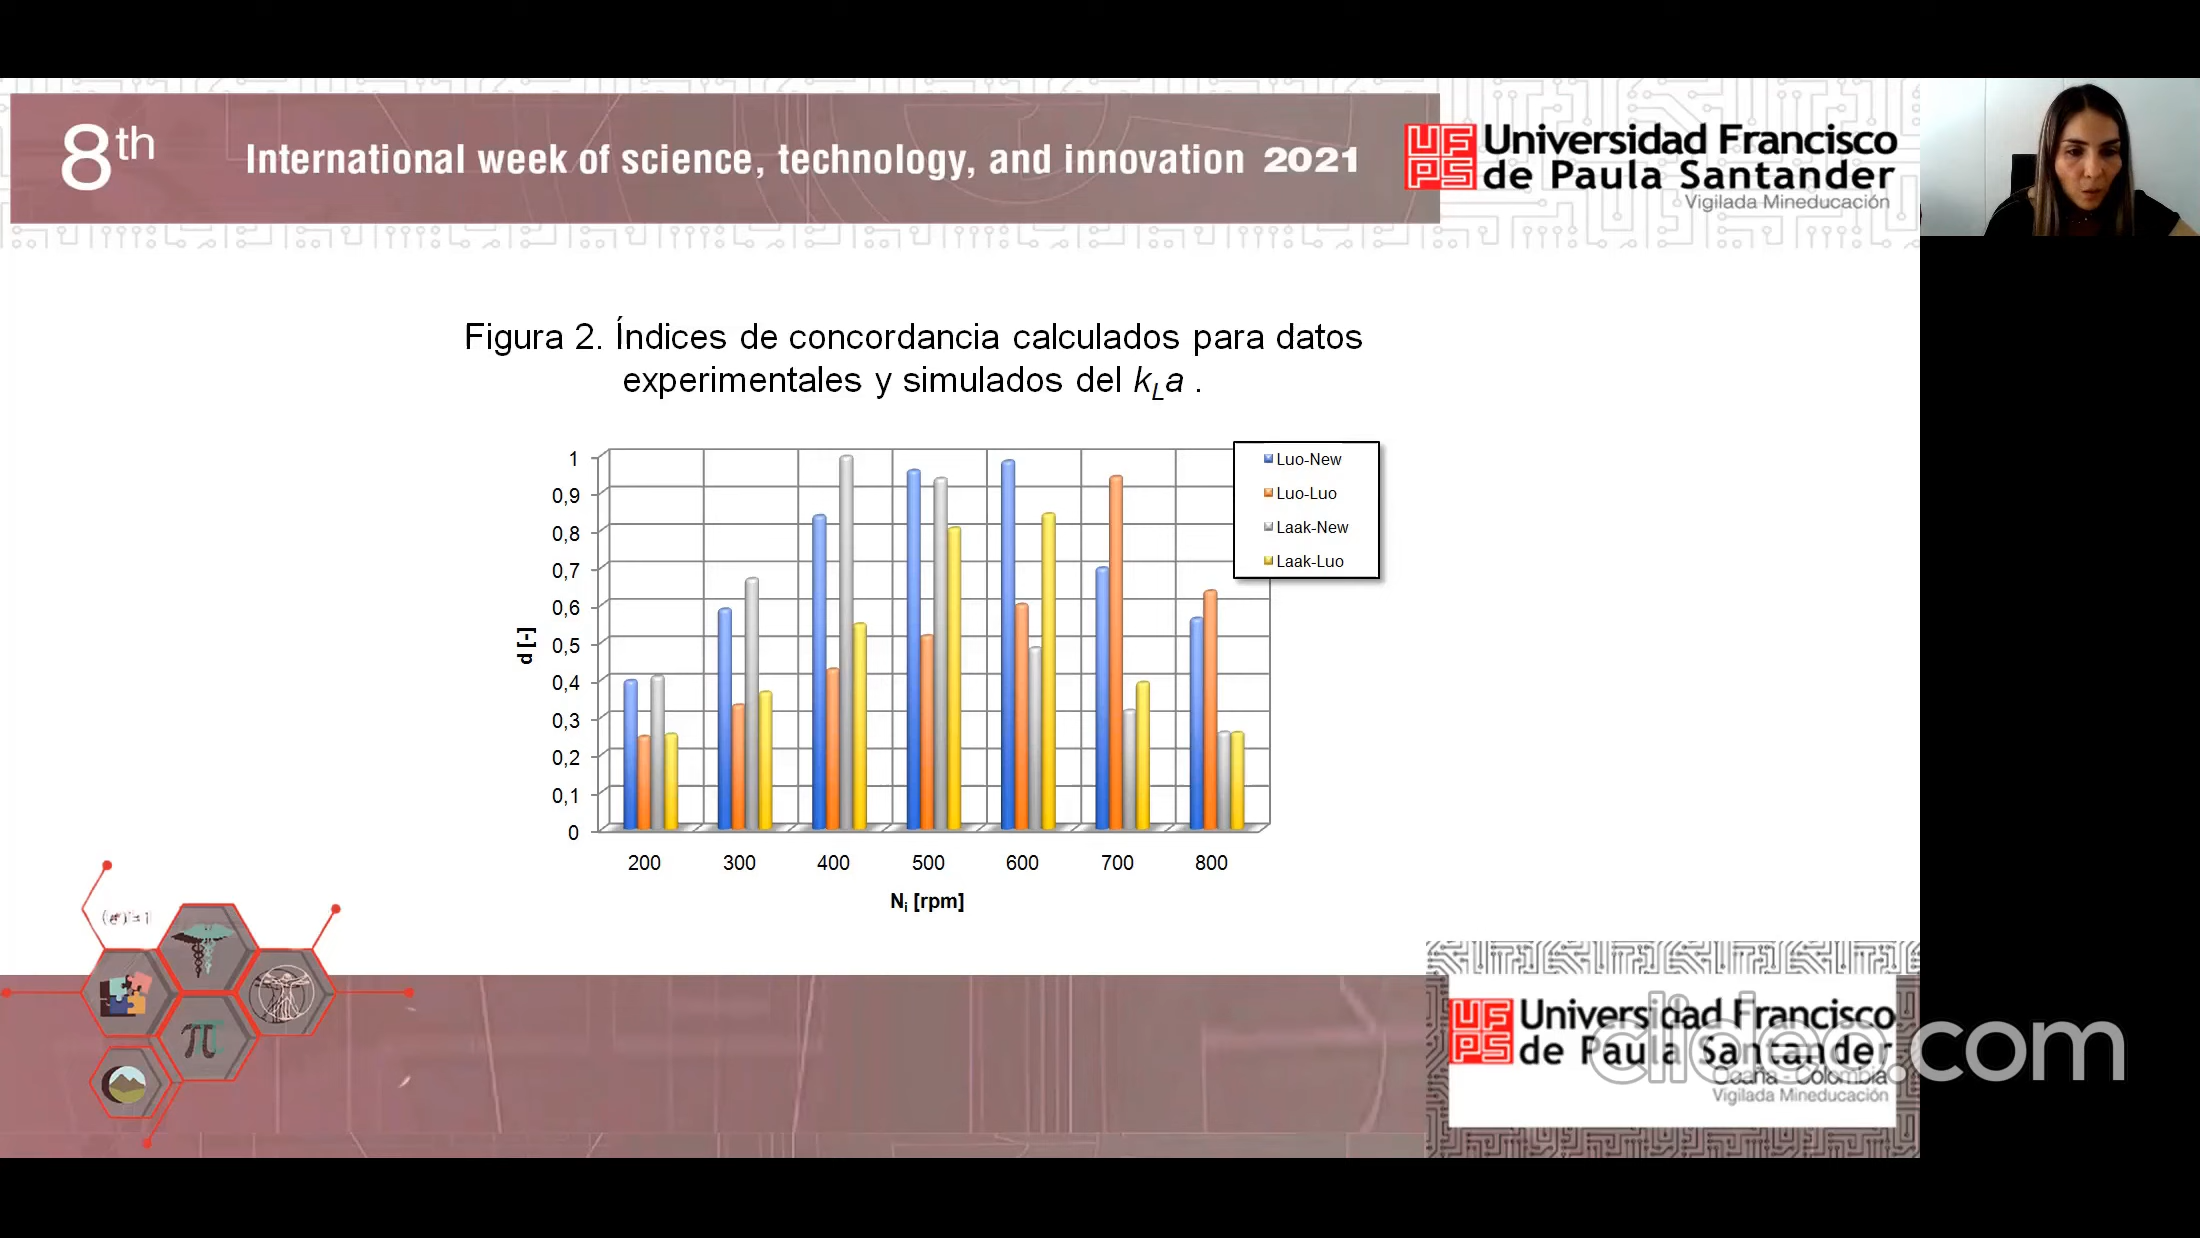 8th
International week of science, technology, and innovation 2021
UFPS
Universidad Francisco
de Paula Santander
Vigilada Mineducación
Figura 2. Índices de concordancia calculados para datos
experimentales y simulados del kLa .
Luo-New
Luo-Luo
Laak-New
Laak-Luo
d [-]
1
0,9
0,8
0,7
0,6
0,5
0,4
0,3
0,2
0,1
0
200 300 400 500 600 700 800
Ni [rpm]
π
UFPS
Universidad Francisco
de Paula Santander
Ocaña - Colombia
Vigilada Mineducación
clideo.com